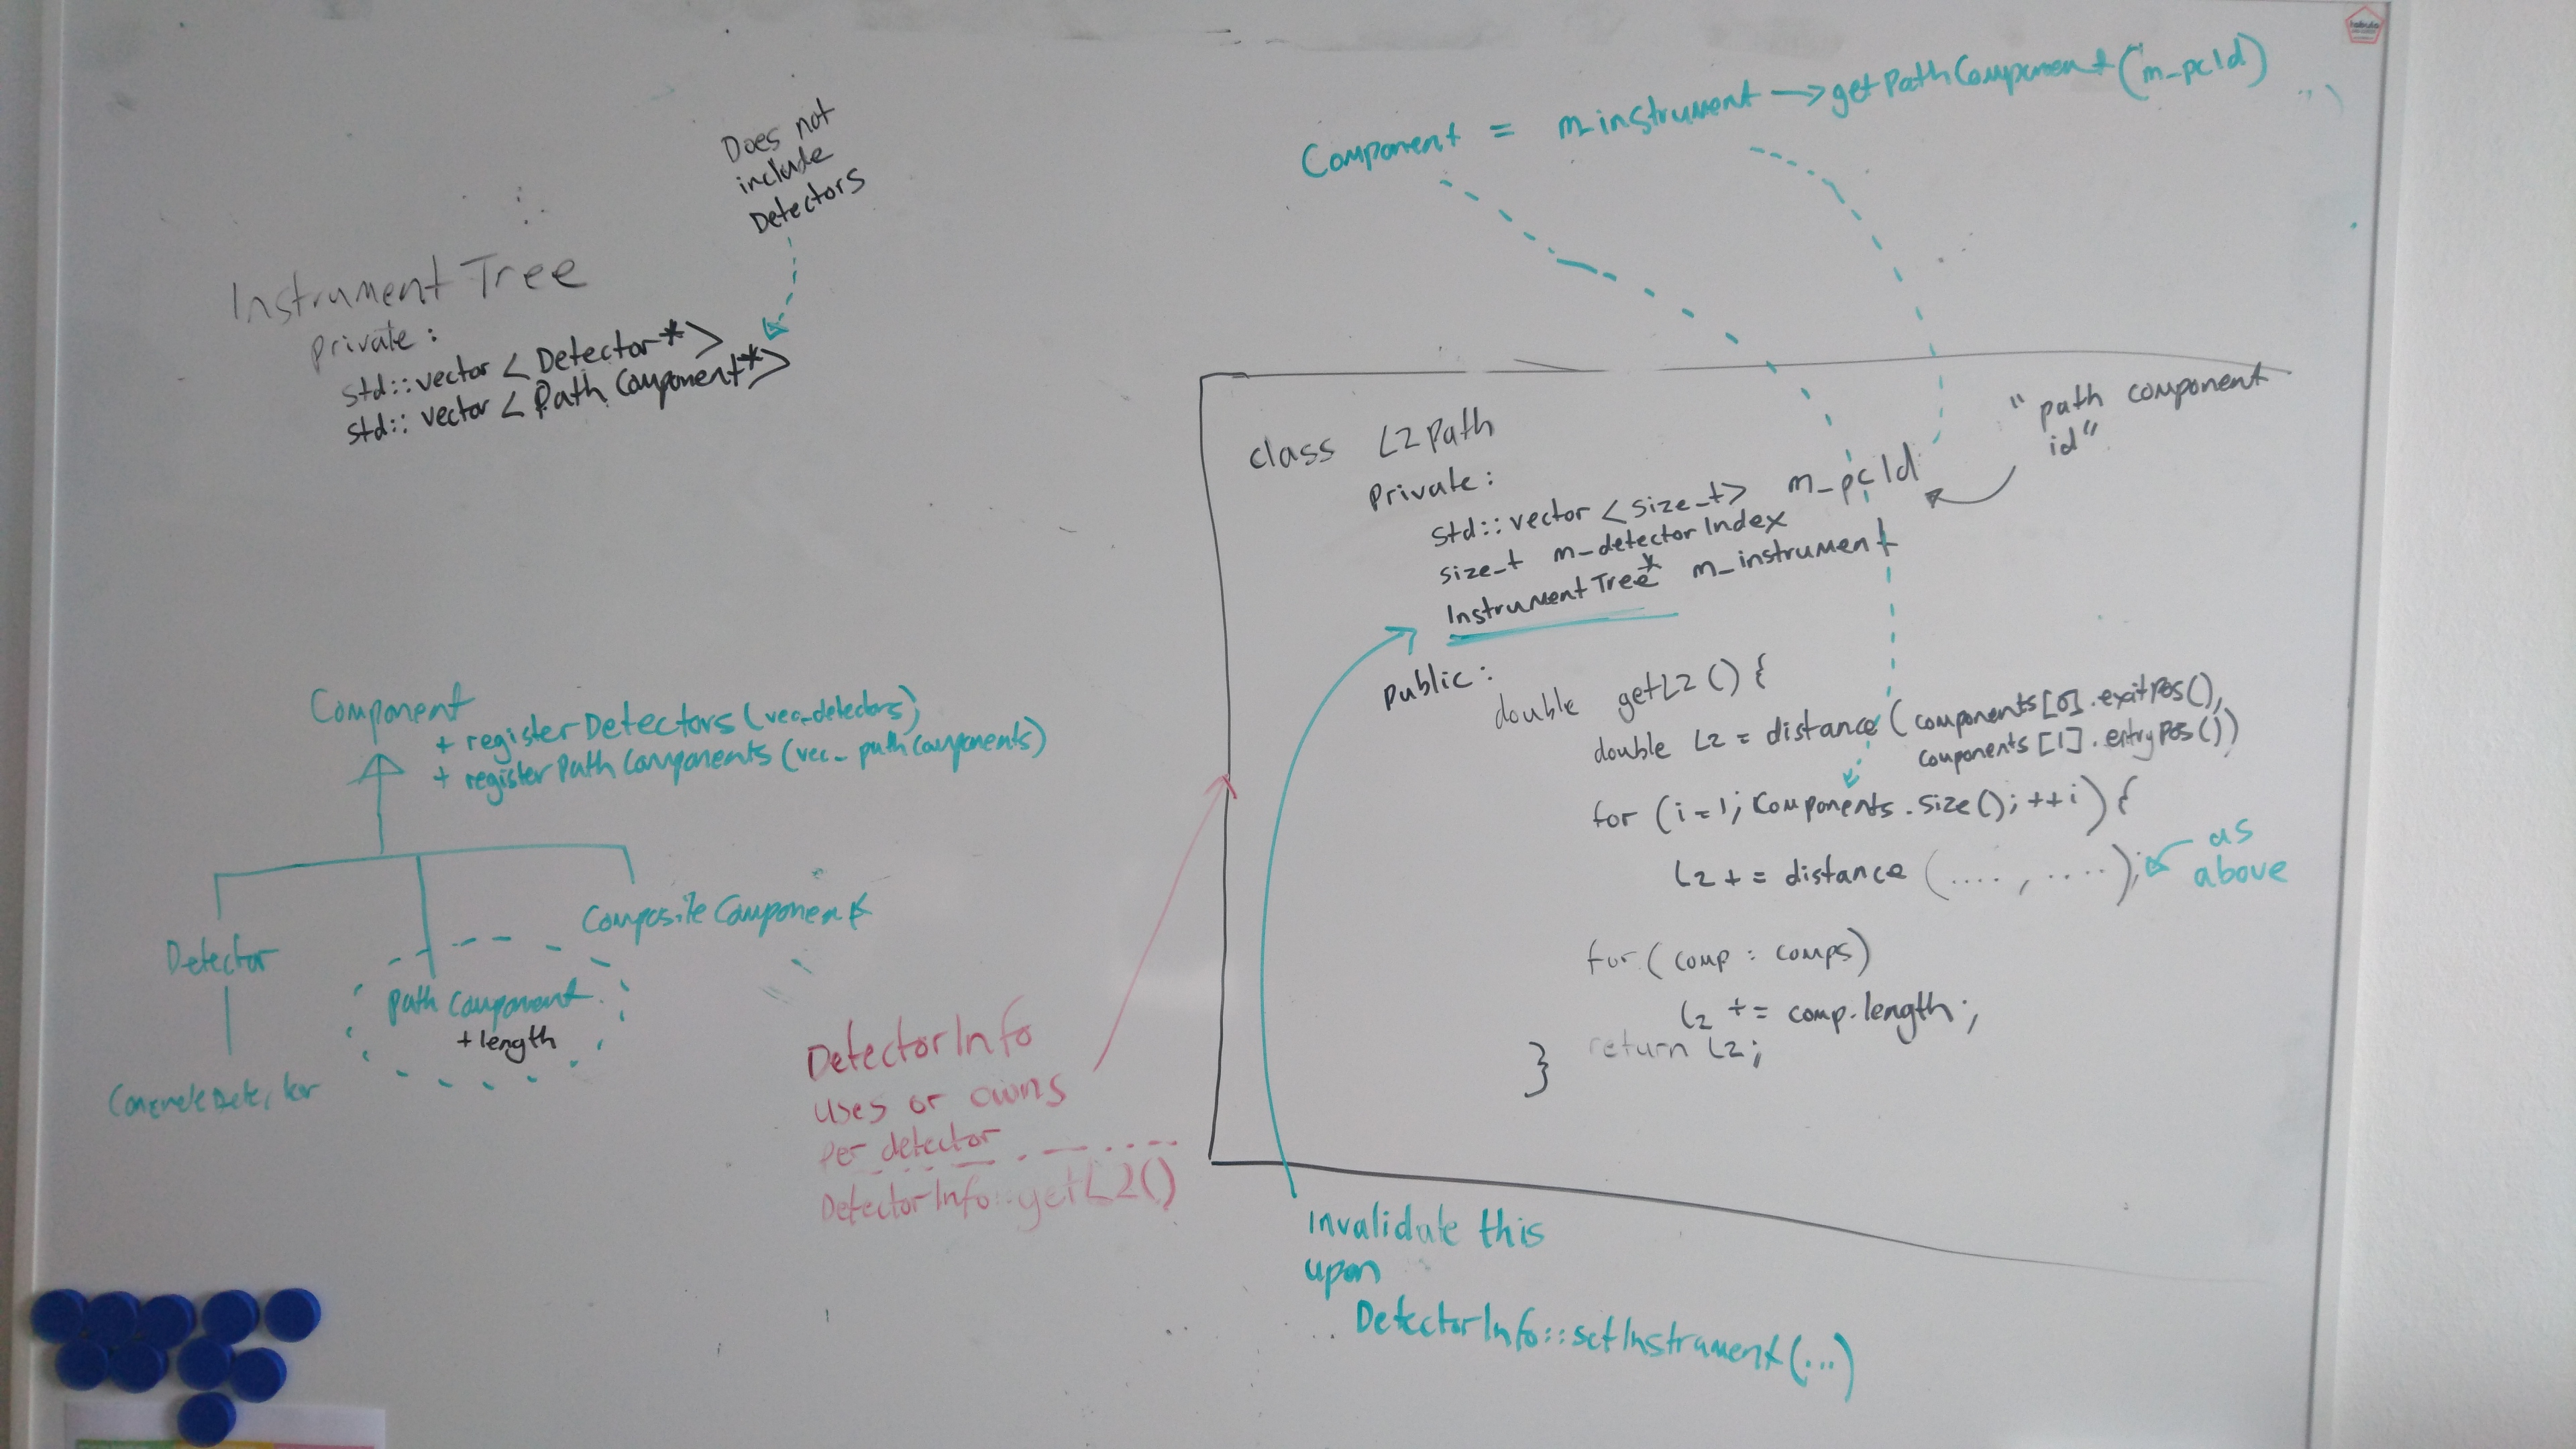 Does not
include
Detectors
Instrument Tree
private:
std::vector < Detector* >
std::vector < Path Component* >
Component = m_instrument -> getPathComponent (m_pcId)
class L2Path
Private:
std::vector <size_t> m_pcId
size_t m_detectorIndex
InstrumentTree* m_instrument
"path component
id"
Public:
double getL2 () {
double L2 = distance (components[0].exitPos(),
components[1].entryPos())
for (i=1; Components.size(); ++i) {
L2 += distance (...., ....);
as
above
for (comp : comps)
L2 += comp.length;
return L2;
}
Component
+ register Detectors (vec_detectors)
+ register Path Components (vec_pathComponents)
Detector
Path Component
+ length
Composite Component
Concrete Detector
DetectorInfo
uses or owns
per detector
DetectorInfo::getL2()
Invalidate this
upon
DetectorInfo::setInstrument(...)